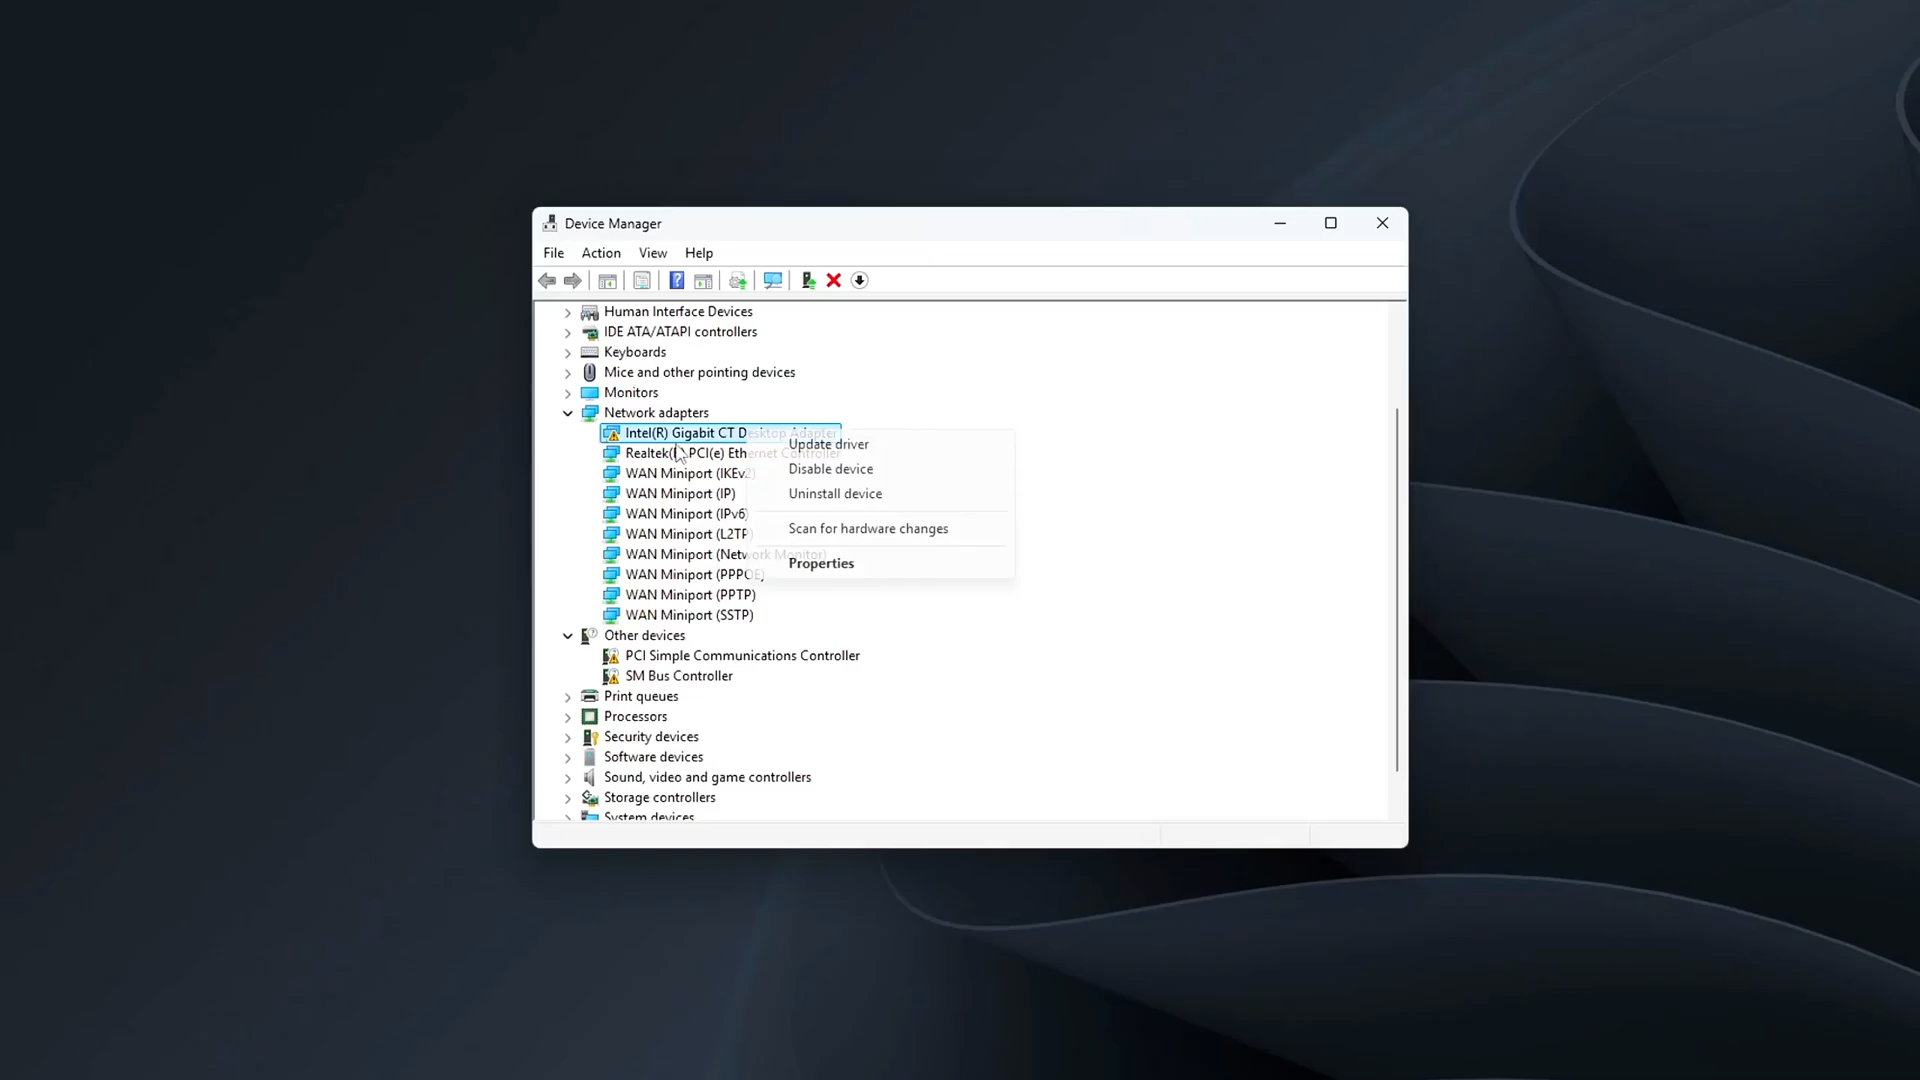 Device Manager
File Action View Help
Human Interface Devices
IDE ATA/ATAPI controllers
Keyboards
Mice and other pointing devices
Monitors
Network adapters
Intel(R) Gigabit CT Desktop Adapter
Realtek PCI(e) Ethernet Controller
WAN Miniport (IKEv2)
WAN Miniport (IP)
WAN Miniport (IPv6)
WAN Miniport (L2TP)
WAN Miniport (Network Monitor)
WAN Miniport (PPPOE)
WAN Miniport (PPTP)
WAN Miniport (SSTP)
Other devices
PCI Simple Communications Controller
SM Bus Controller
Print queues
Processors
Security devices
Software devices
Sound, video and game controllers
Storage controllers
System devices
Update driver
Disable device
Uninstall device
Scan for hardware changes
Properties